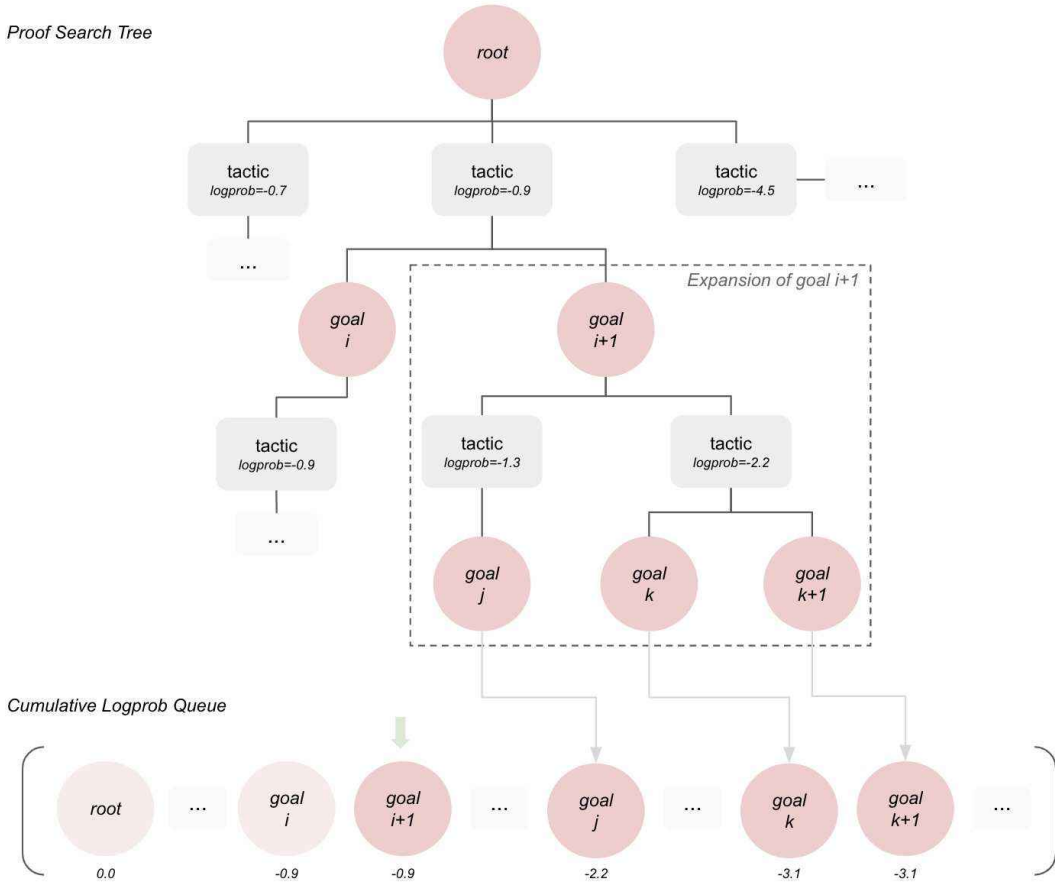 Proof Search Tree
root
tactic
logprob=-0.7
tactic
logprob=-0.9
tactic
logprob=-4.5
...
...
Expansion of goal i+1
goal
i
goal
i+1
tactic
logprob=-0.9
tactic
logprob=-1.3
tactic
logprob=-2.2
...
goal
j
goal
k
goal
k+1
Cumulative Logprob Queue
root
...
goal
i
goal
i+1
...
goal
j
...
goal
k
goal
k+1
...
0.0
-0.9
-0.9
-2.2
-3.1
-3.1